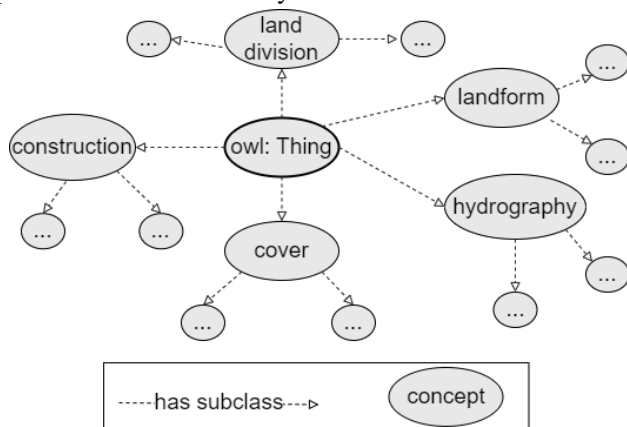 land
division
...
...
landform
...
...
construction
owl: Thing
hydrography
...
...
cover
...
...
...
...
has subclass
concept